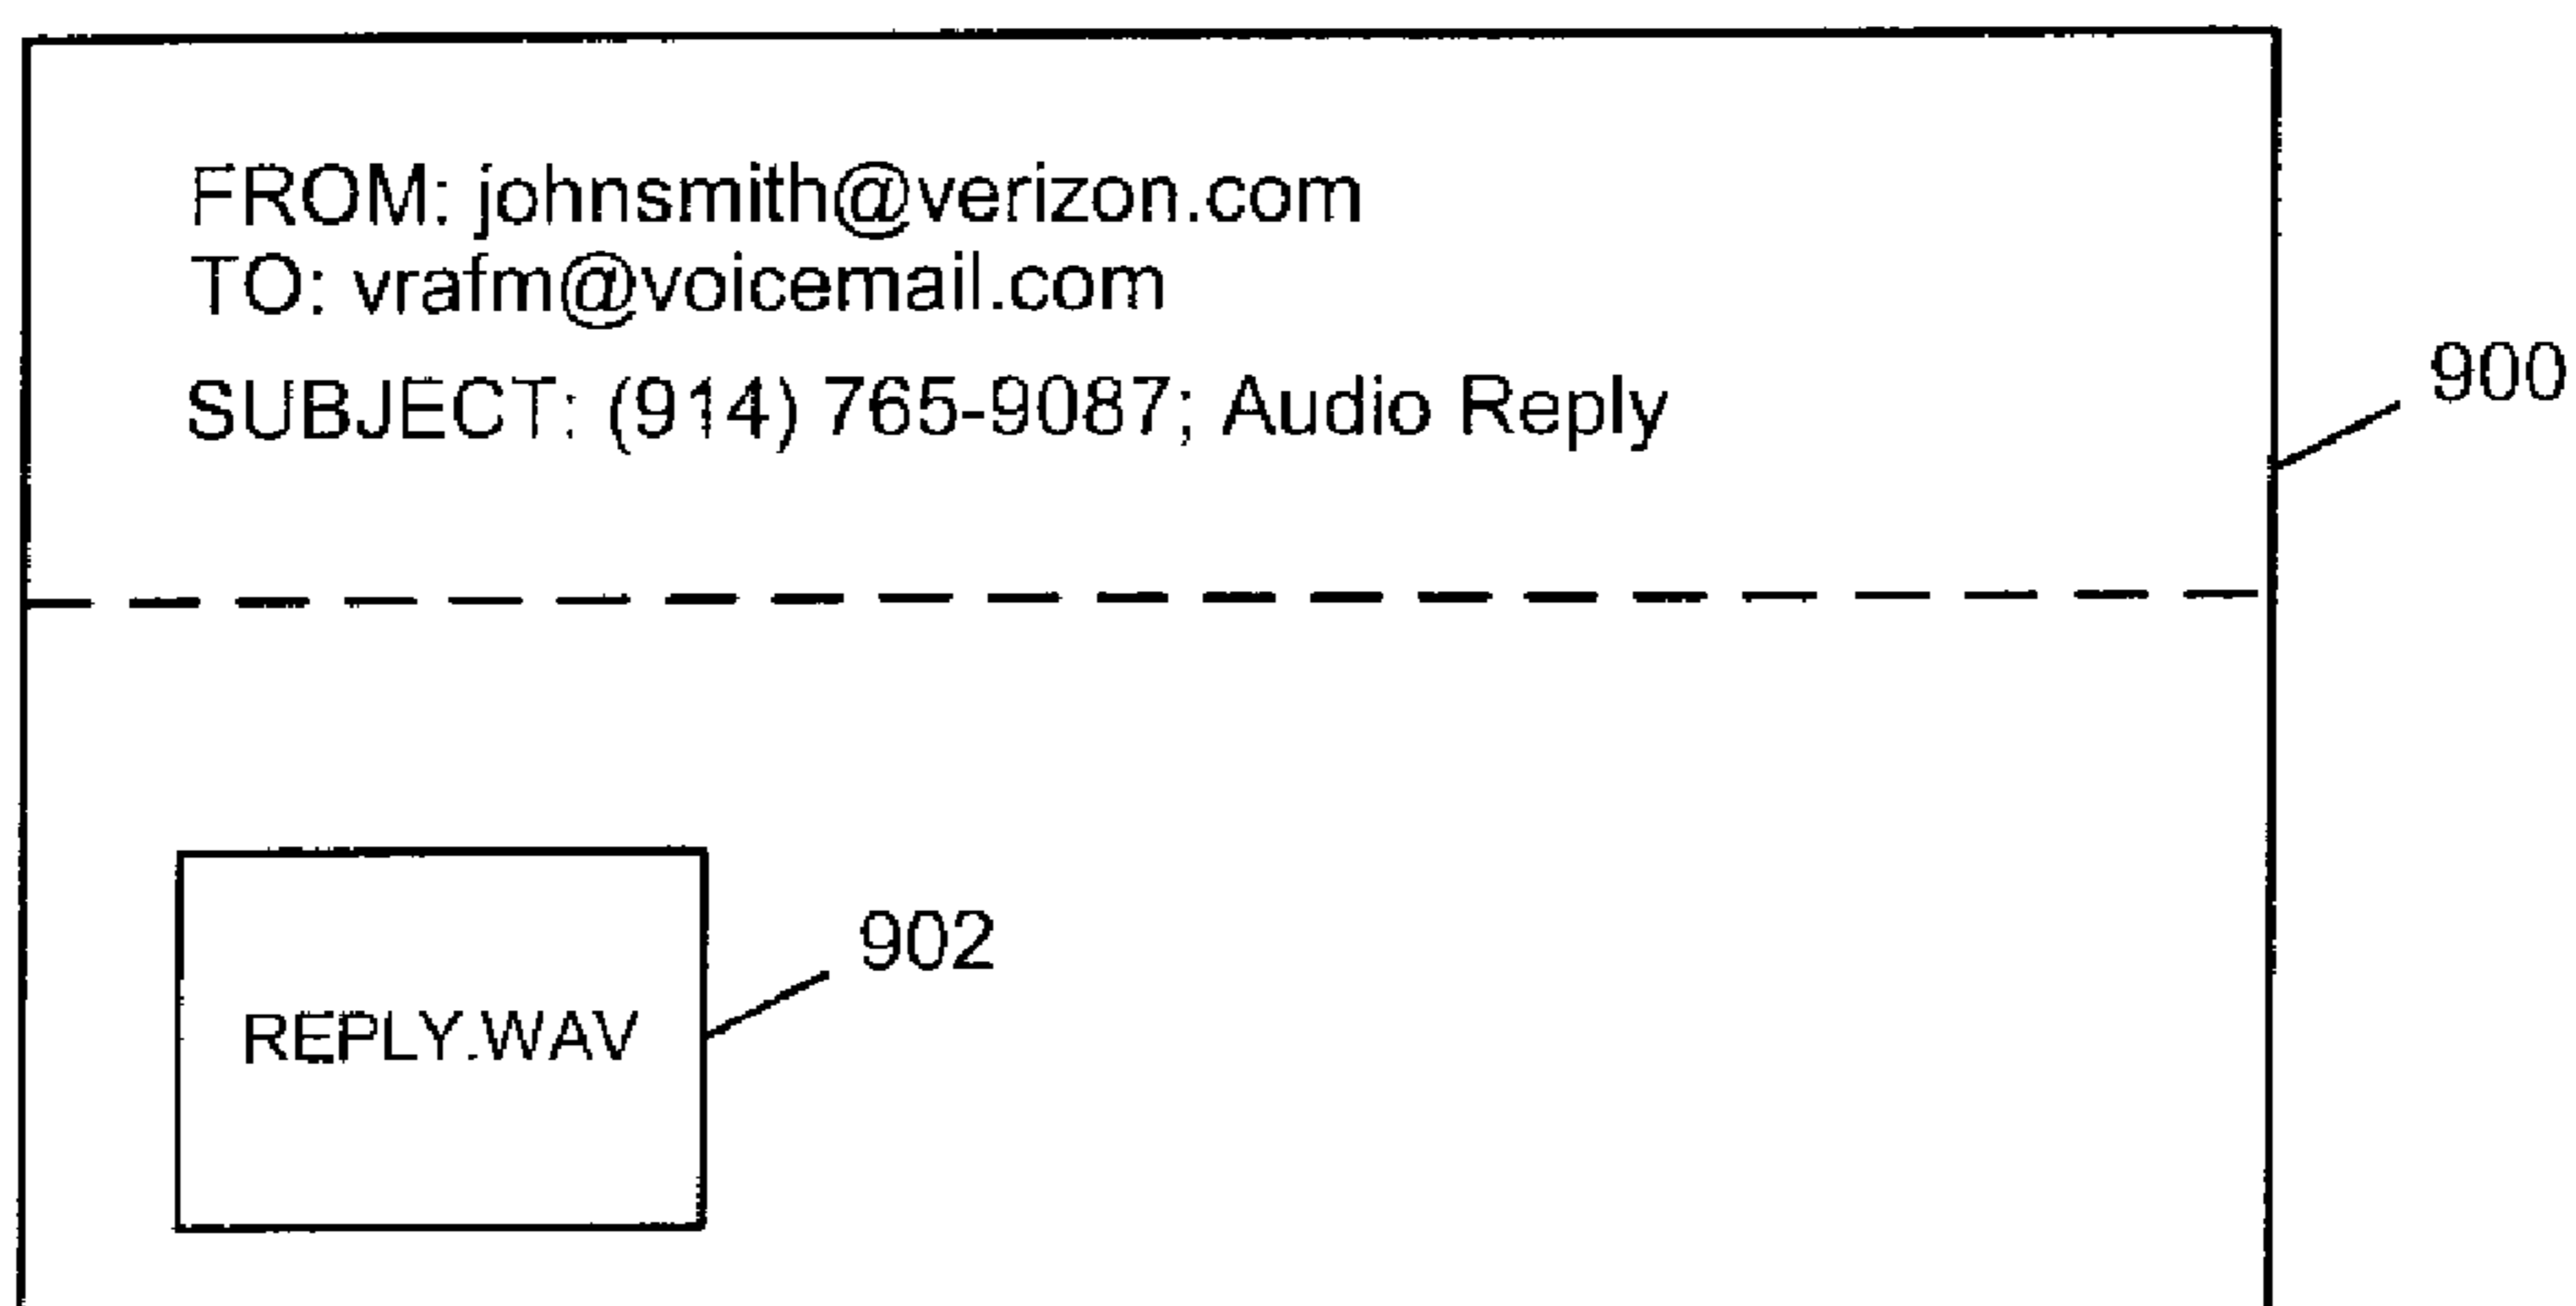 FROM: johnsmith@verizon.com
TO: vrafm@voicemail.com
SUBJECT: (914) 765-9087; Audio Reply
900
902
REPLY.WAV